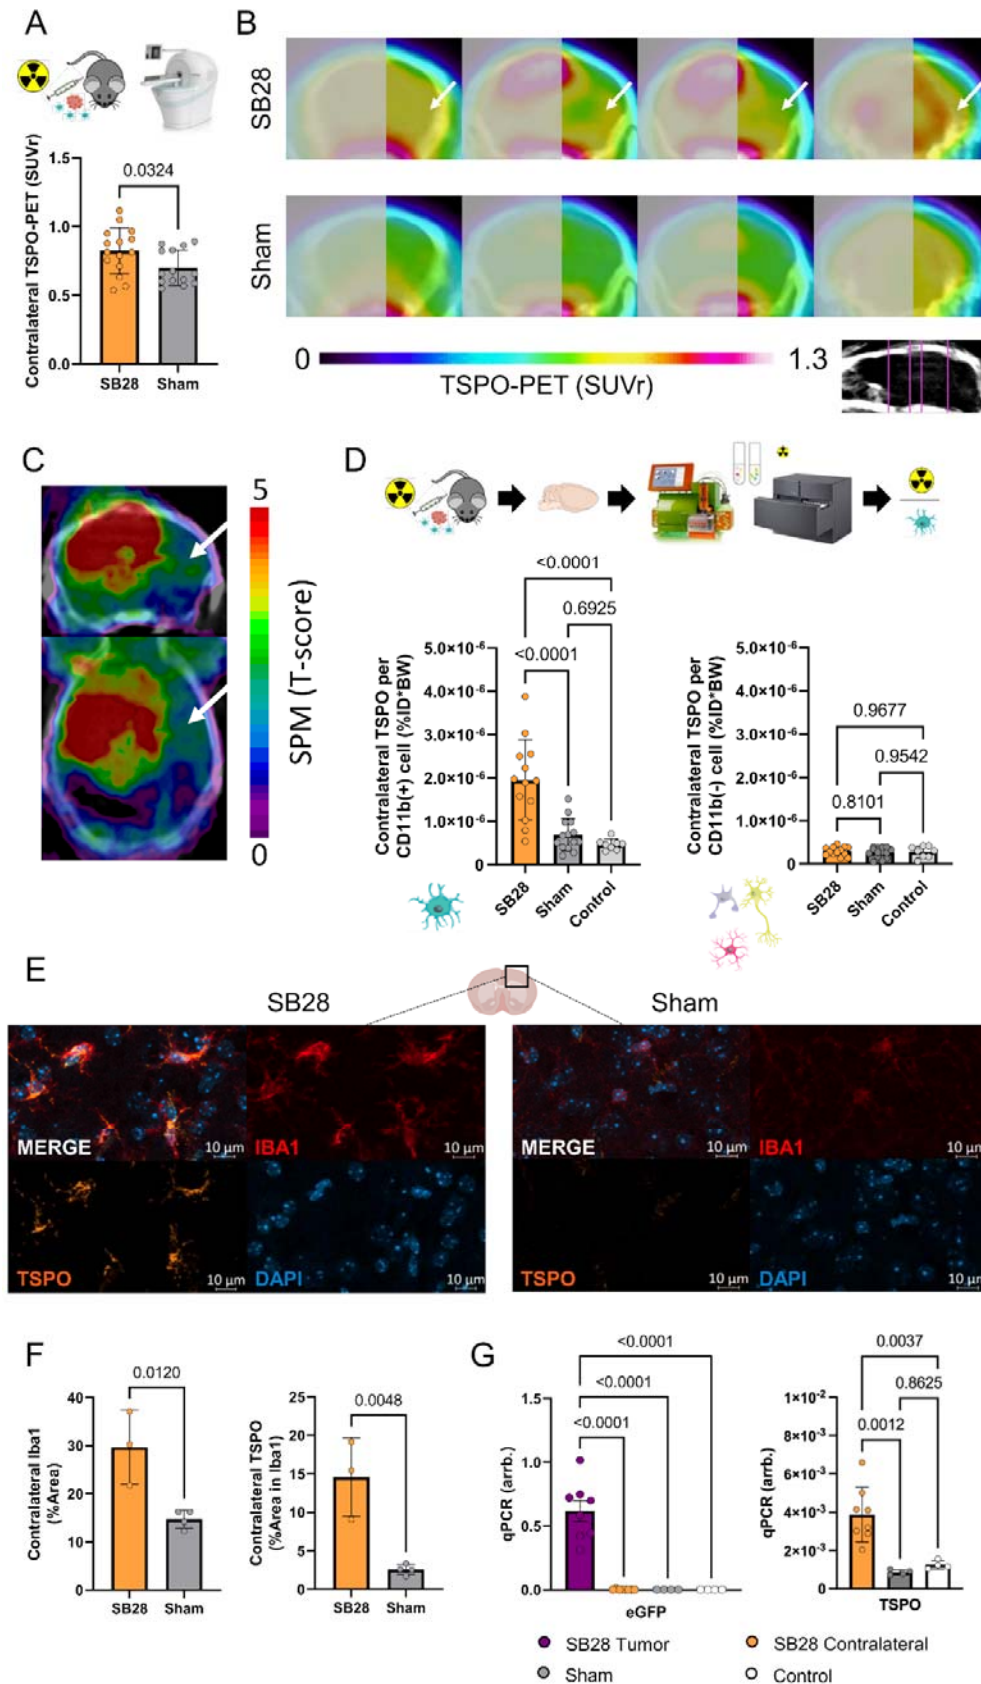 A
B
Contralateral TSPO-PET (SUVr)
1.5
1.0
0.5
0.0
0.0324
SB28
Sham
SB28
Sham
0
1.3
TSPO-PET (SUVr)
C
5
0
SPM (T-score)
D
Contralateral TSPO per
CD11b(+) cell (%ID*BW)
5.0×10⁻⁶
4.0×10⁻⁶
3.0×10⁻⁶
2.0×10⁻⁶
1.0×10⁻⁶
0
<0.0001
0.6925
<0.0001
SB28
Sham
Control
Contralateral TSPO per
CD11b(-) cell (%ID*BW)
5.0×10⁻⁶
4.0×10⁻⁶
3.0×10⁻⁶
2.0×10⁻⁶
1.0×10⁻⁶
0
0.9677
0.9542
0.8101
SB28
Sham
Control
E
SB28
Sham
MERGE
10 µm
IBA1
10 µm
TSPO
10 µm
DAPI
10 µm
MERGE
10 µm
IBA1
10 µm
TSPO
10 µm
DAPI
10 µm
F
Contralateral Iba1
(%Area)
40
30
20
10
0
0.0120
SB28
Sham
Contralateral TSPO
(%Area in Iba1)
25
20
15
10
5
0
0.0048
SB28
Sham
G
qPCR (arrb.)
1.5
1.0
0.5
0.0
<0.0001
<0.0001
<0.0001
eGFP
qPCR (arrb.)
1×10⁻²
8×10⁻³
6×10⁻³
4×10⁻³
2×10⁻³
0
0.0037
0.8625
0.0012
TSPO
SB28 Tumor
SB28 Contralateral
Sham
Control